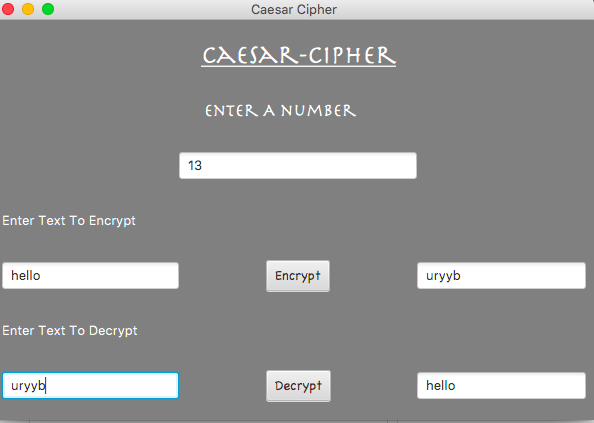 Caesar Cipher
Caesar-Cipher
Enter A Number
13
Enter Text To Encrypt
hello Encrypt uryyb
Enter Text To Decrypt
uryyb Decrypt hello